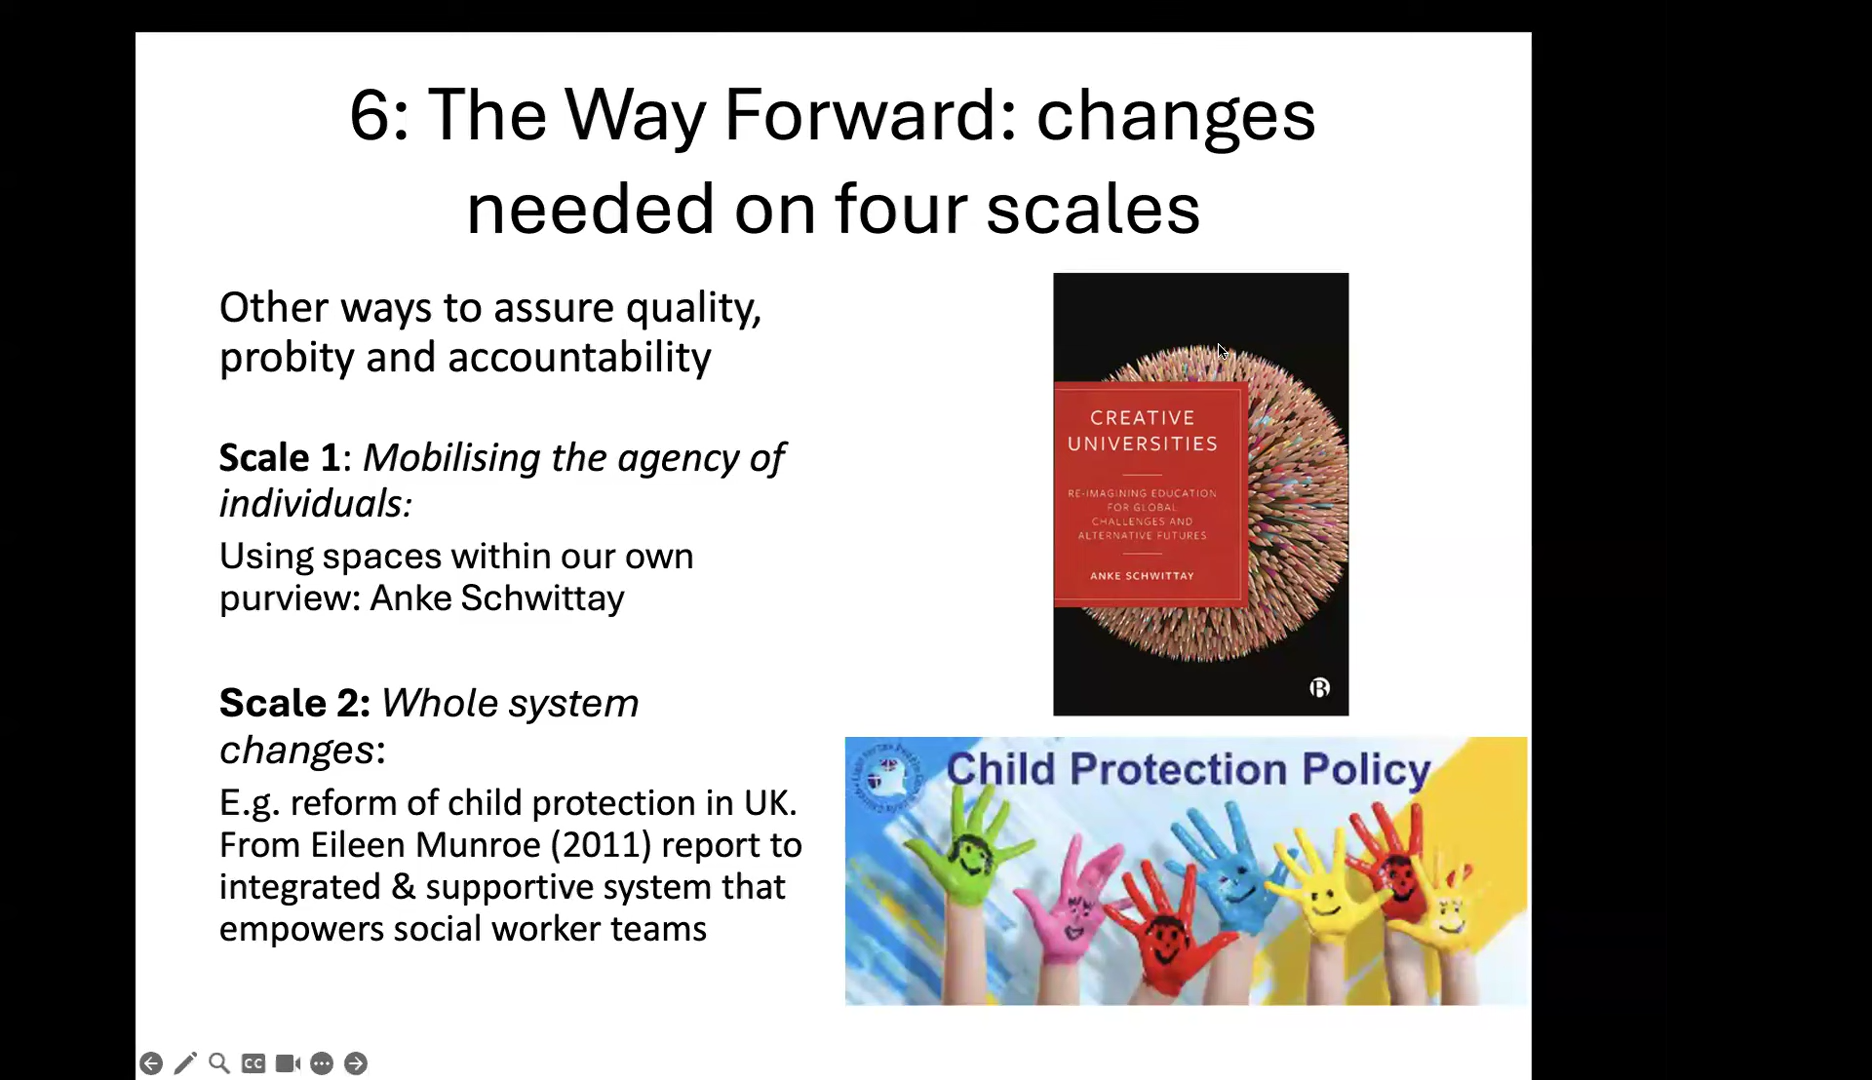 6: The Way Forward: changes
needed on four scales
Other ways to assure quality,
probity and accountability
Scale 1: Mobilising the agency of
individuals:
Using spaces within our own
purview: Anke Schwittay
Scale 2: Whole system
changes:
E.g. reform of child protection in UK.
From Eileen Munroe (2011) report to
integrated & supportive system that
empowers social worker teams
CREATIVE
UNIVERSITIES
RE-IMAGINING EDUCATION
FOR GLOBAL
CHALLENGES AND
ALTERNATIVE FUTURES
ANKE SCHWITTAY
B
Child Protection Policy
CC